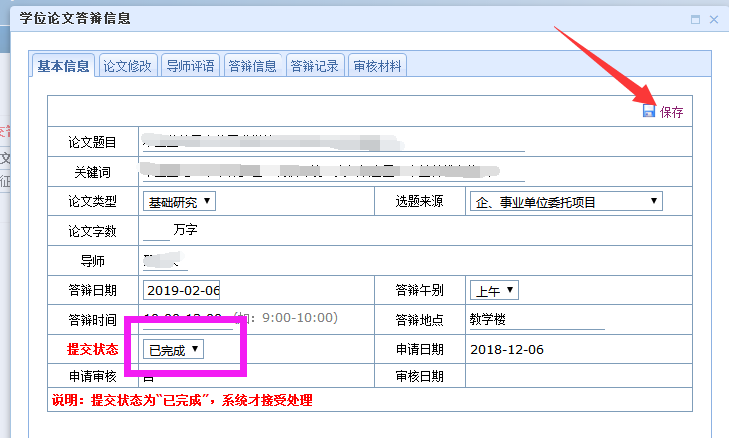 学位论文答辩信息
基本信息 论文修改 导师评语 答辩信息 答辩记录 审核材料
保存
论文题目
关键词
论文类型 基础研究 选题来源 企、事业单位委托项目
论文字数 万字
导师
答辩日期 2019-02-06 答辩午别 上午
答辩时间 (如: 9:00-10:00) 答辩地点 教学楼
提交状态 已完成 申请日期 2018-12-06
申请审核 审核日期
说明：提交状态为“已完成”，系统才接受处理